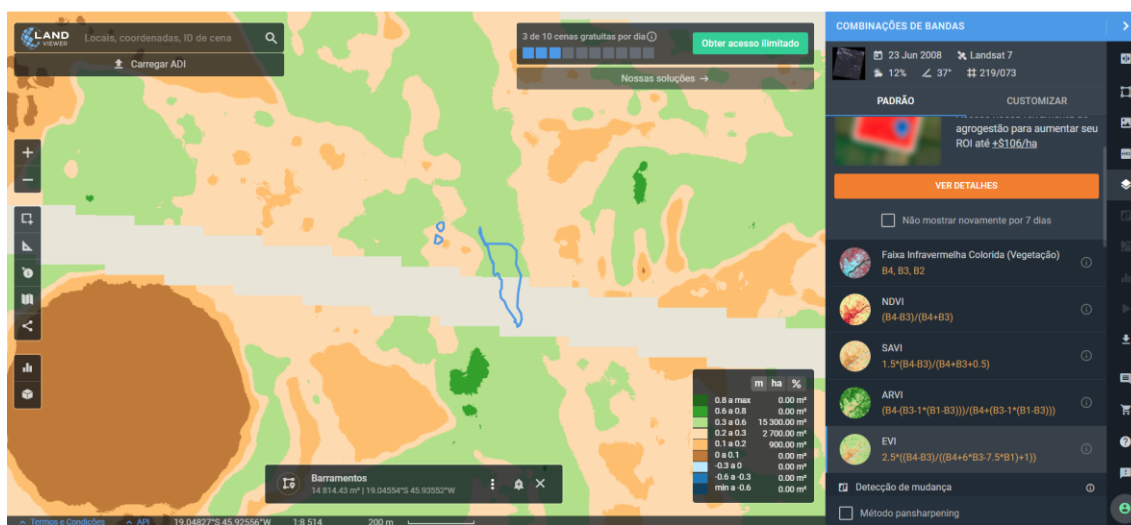 LAND
VIEWER
Locais, coordenadas, ID de cena
Carregar ADI
3 de 10 cenas gratuitas por dia
Obter acesso ilimitado
Nossas soluções →
m ha %
0.8 a max 0.00 m²
0.6 a 0.8 0.00 m²
0.3 a 0.6 15 300.00 m²
0.2 a 0.3 2 700.00 m²
0.1 a 0.2 900.00 m²
0 a 0.1 0.00 m²
-0.3 a 0 0.00 m²
-0.6 a -0.3 0.00 m²
min a -0.6 0.00 m²
Barramentos
14 814.43 m² | 19.04554°S 45.93552°W
Termos e Condições
API
19.04827°S 45.92556°W
1:8 514
200 m
COMBINAÇÕES DE BANDAS
23 Jun 2008 Landsat 7
12% 37° 219/073
PADRÃO CUSTOMIZAR
agrogestão para aumentar seu
ROI até +$106/ha
VER DETALHES
Não mostrar novamente por 7 dias
Faixa Infravermelha Colorida (Vegetação)
B4, B3, B2
NDVI
(B4-B3)/(B4+B3)
SAVI
1.5*(B4-B3)/(B4+B3+0.5)
ARVI
(B4-(B3-1*(B1-B3)))/(B4+(B3-1*(B1-B3)))
EVI
2.5*((B4-B3)/((B4+6*B3-7.5*B1)+1))
Detecção de mudança
Método pansharpening